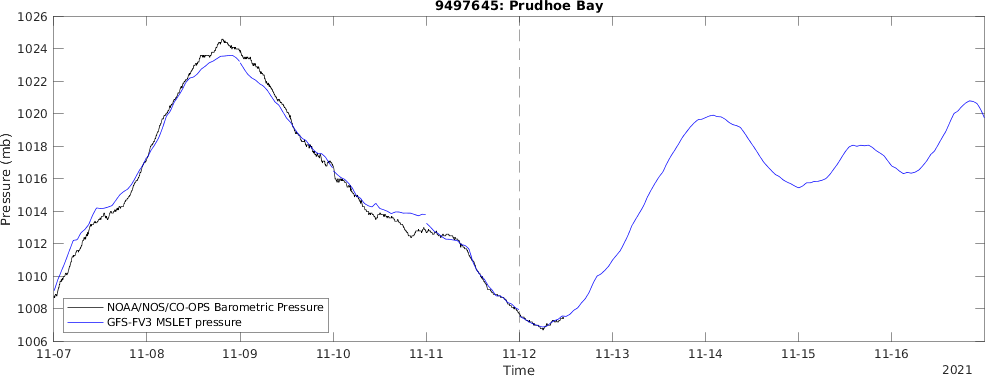 9497645: Prudhoe Bay
Pressure (mb)
1026
1024
1022
1020
1018
1016
1014
1012
1010
1008
1006
NOAA/NOS/CO-OPS Barometric Pressure
GFS-FV3 MSLET pressure
11-07 11-08 11-09 11-10 11-11 11-12 11-13 11-14 11-15 11-16
Time
2021